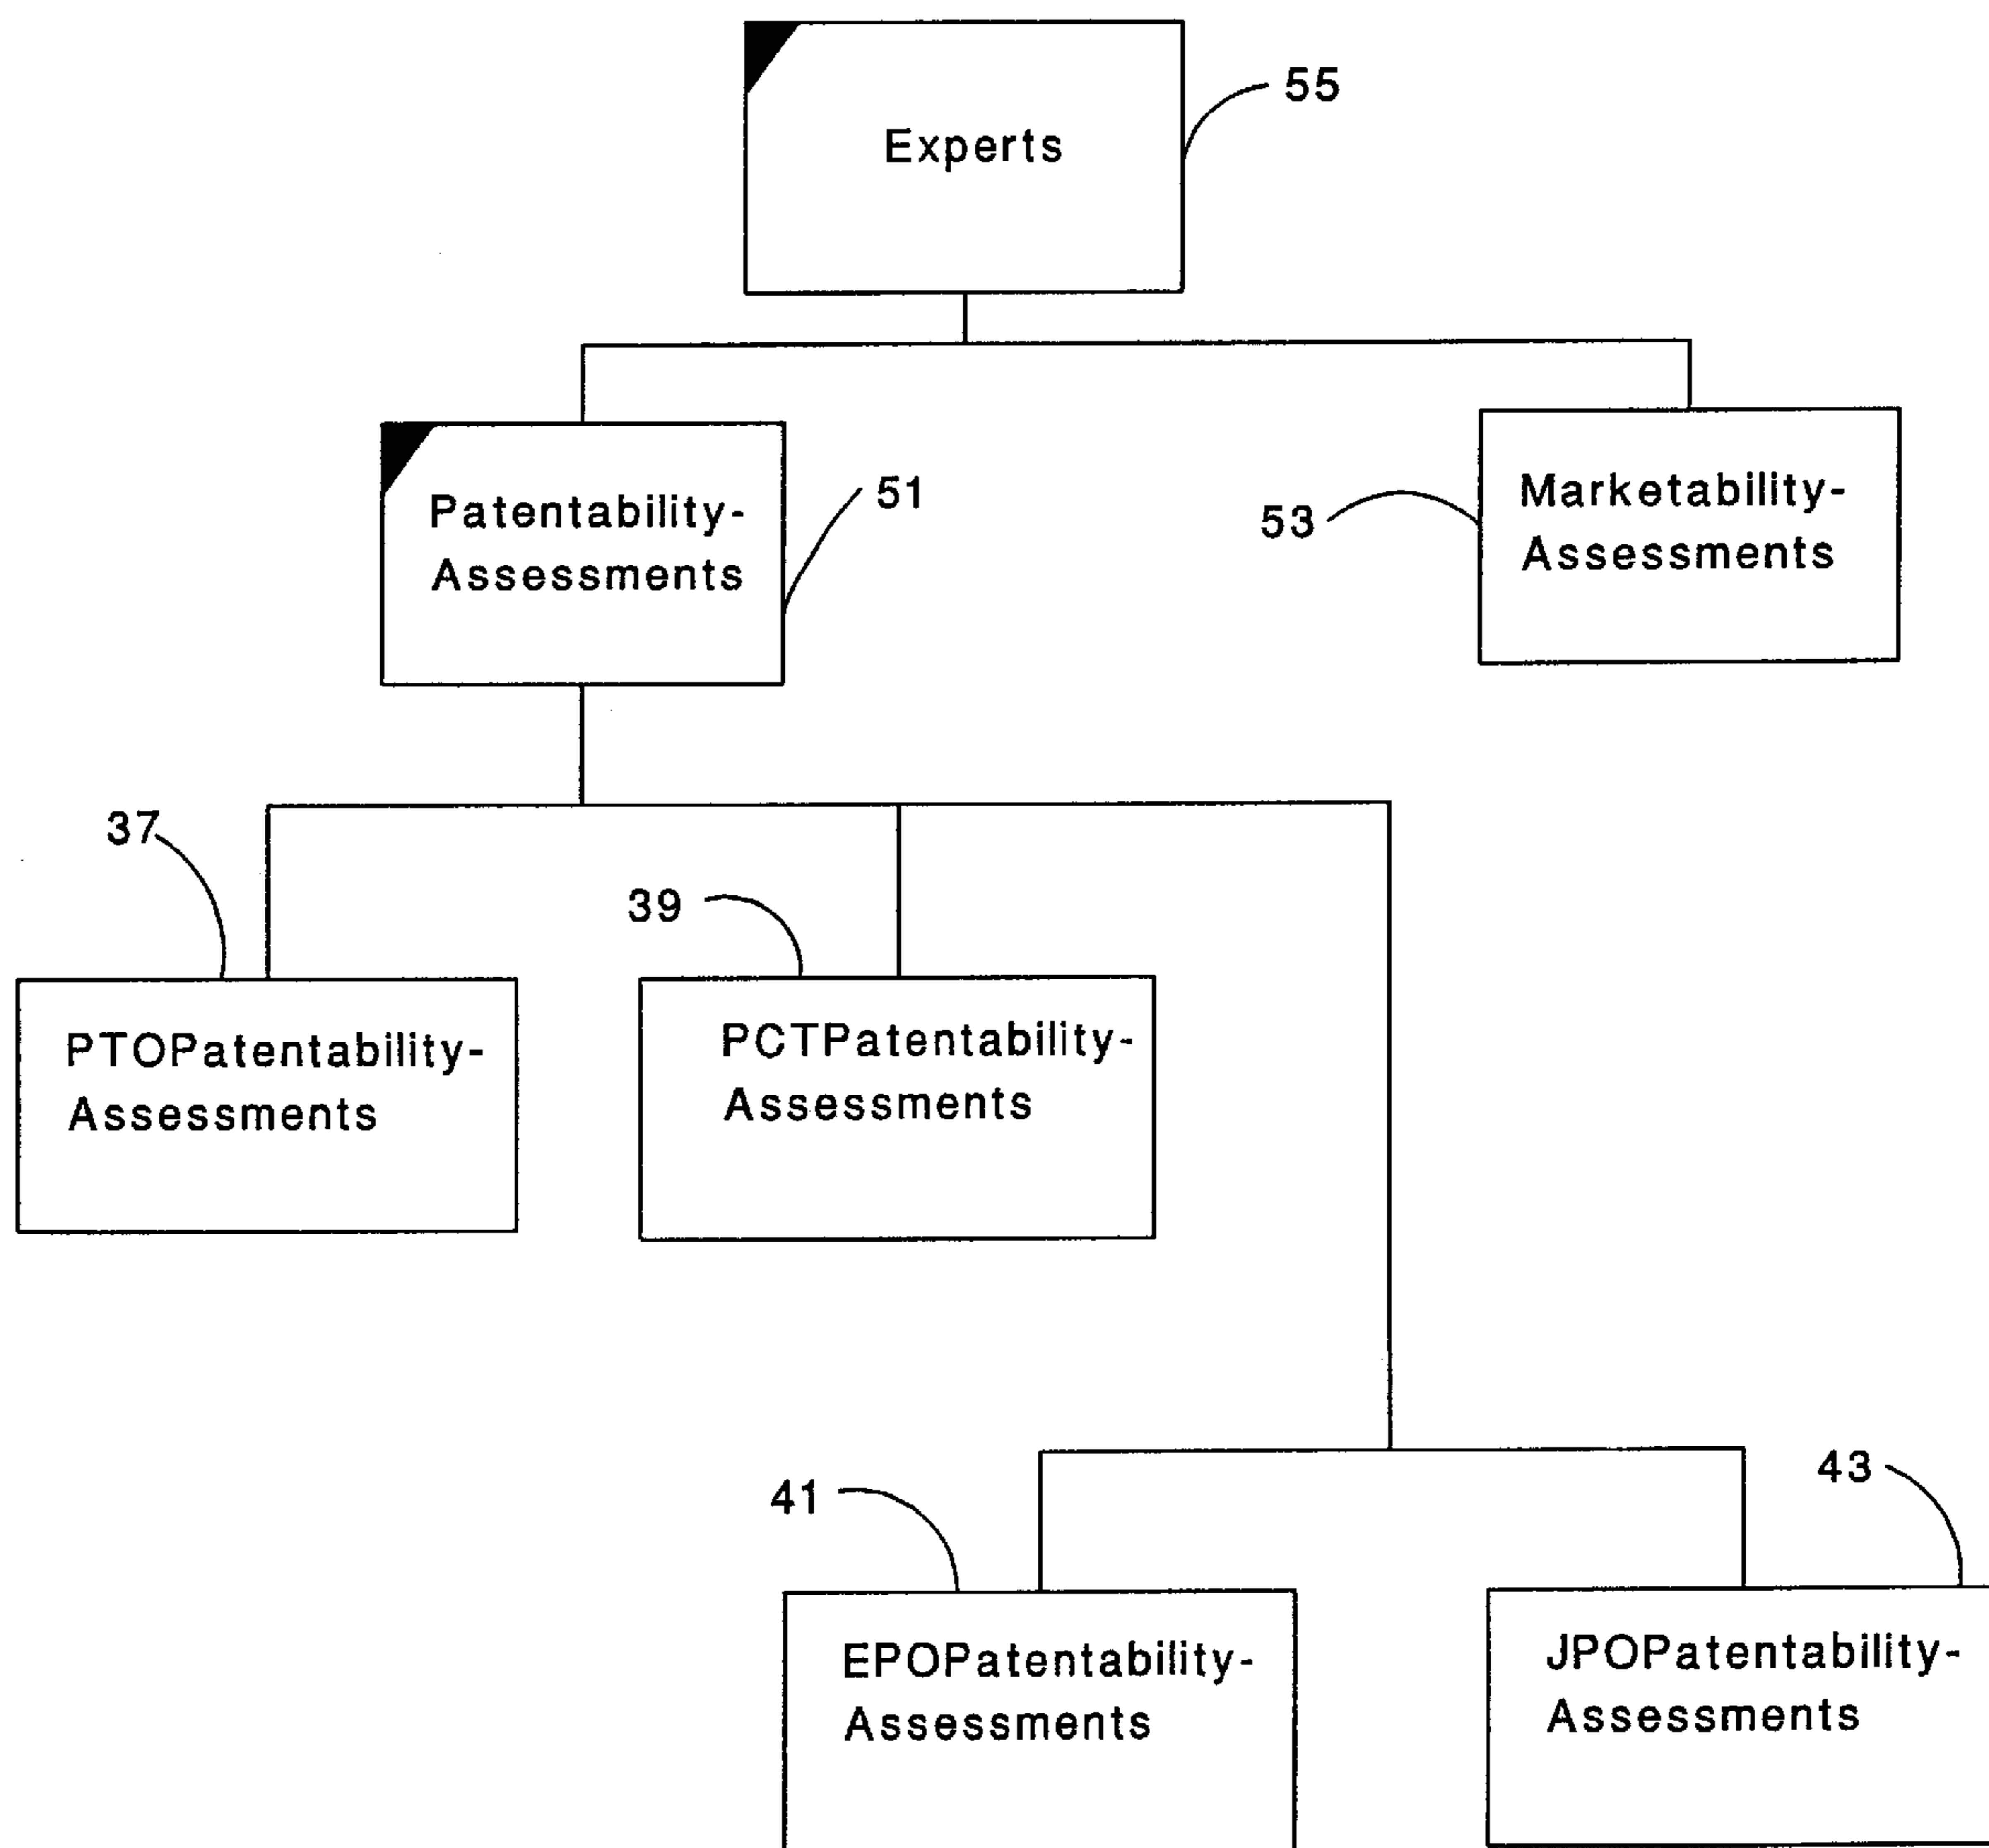 55
Experts
51
Patentability-
Assessments
53
Marketability-
Assessments
37
39
PTOPatentability-
Assessments
PCTPatentability-
Assessments
41
43
EPOPatentability-
Assessments
JPOPatentability-
Assessments